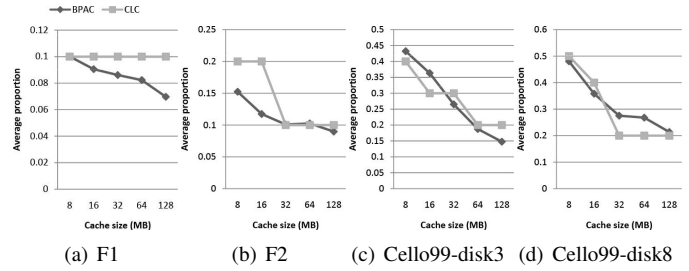 BPAC CLC
Average proportion
0.12
0.1
0.08
0.06
0.04
0.02
0
8 16 32 64 128
Cache size (MB)
(a) F1
Average proportion
0.25
0.2
0.15
0.1
0.05
0
8 16 32 64 128
Cache size (MB)
(b) F2
Average proportion
0.5
0.45
0.4
0.35
0.3
0.25
0.2
0.15
0.1
0.05
0
8 16 32 64 128
Cache size (MB)
(c) Cello99-disk3
Average proportion
0.6
0.5
0.4
0.3
0.2
0.1
0
8 16 32 64 128
Cache size (MB)
(d) Cello99-disk8